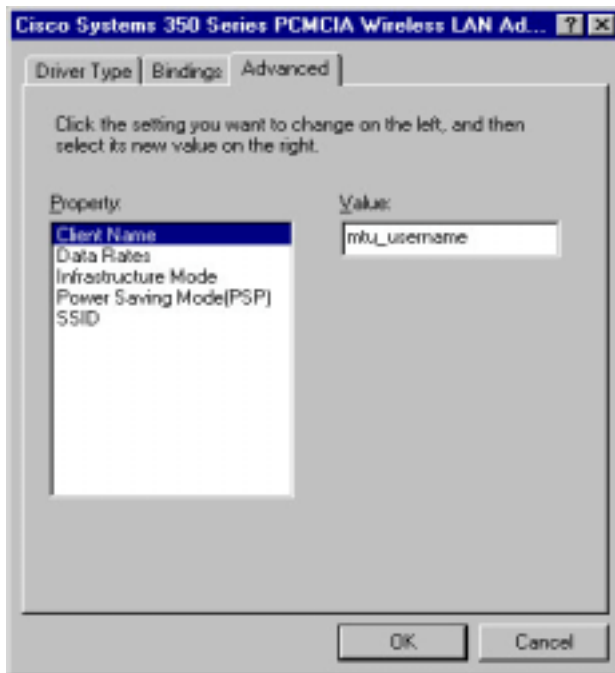 Cisco Systems 350 Series PCMCIA Wireless LAN Ad... ? ×
Driver Type Bindings Advanced
Click the setting you want to change on the left, and then
select its new value on the right.
Property: Value:
Client Name mtu_username
Data Rates
Infrastructure Mode
Power Saving Mode(PSP)
SSID
OK Cancel